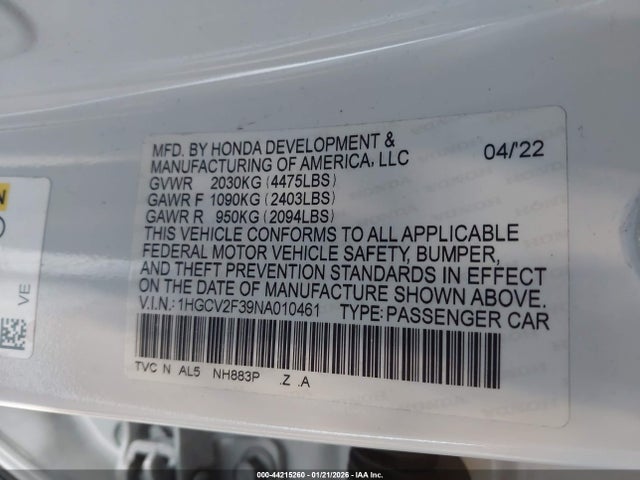 MFD. BY HONDA DEVELOPMENT &
MANUFACTURING OF AMERICA, LLC 04/'22
GVWR 2030KG (4475LBS)
GAWR F 1090KG (2403LBS)
GAWR R 950KG (2094LBS)
THIS VEHICLE CONFORMS TO ALL APPLICABLE
FEDERAL MOTOR VEHICLE SAFETY, BUMPER,
AND THEFT PREVENTION STANDARDS IN EFFECT
ON THE DATE OF MANUFACTURE SHOWN ABOVE.
V.I.N.:1HGCV2F39NA010461 TYPE:PASSENGER CAR
TVC N AL5 NH883P .Z .A
VE
© 000-44215260 - 01/21/2026 - IAA Inc.